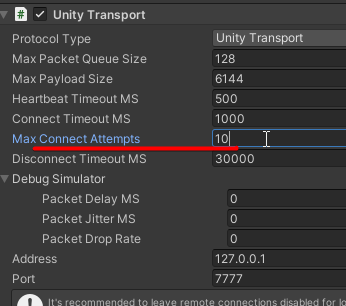 # Unity Transport
Protocol Type Unity Transport
Max Packet Queue Size 128
Max Payload Size 6144
Heartbeat Timeout MS 500
Connect Timeout MS 1000
Max Connect Attempts 10
Disconnect Timeout MS 30000
Debug Simulator
Packet Delay MS 0
Packet Jitter MS 0
Packet Drop Rate 0
Address 127.0.0.1
Port 7777
It's recommended to leave remote connections disabled for